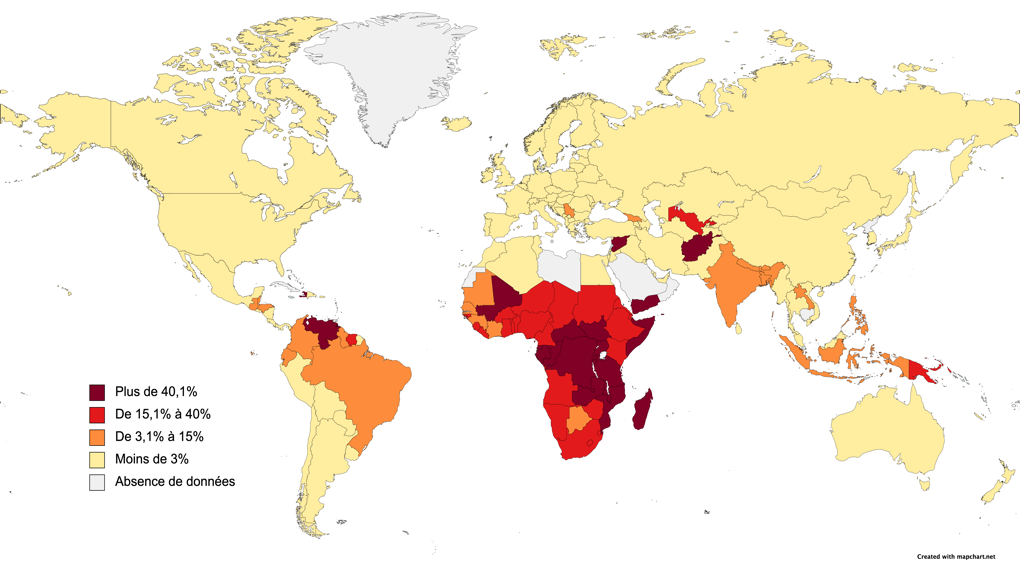 Plus de 40,1%
De 15,1% à 40%
De 3,1% à 15%
Moins de 3%
Absence de données
Created with mapchart.net